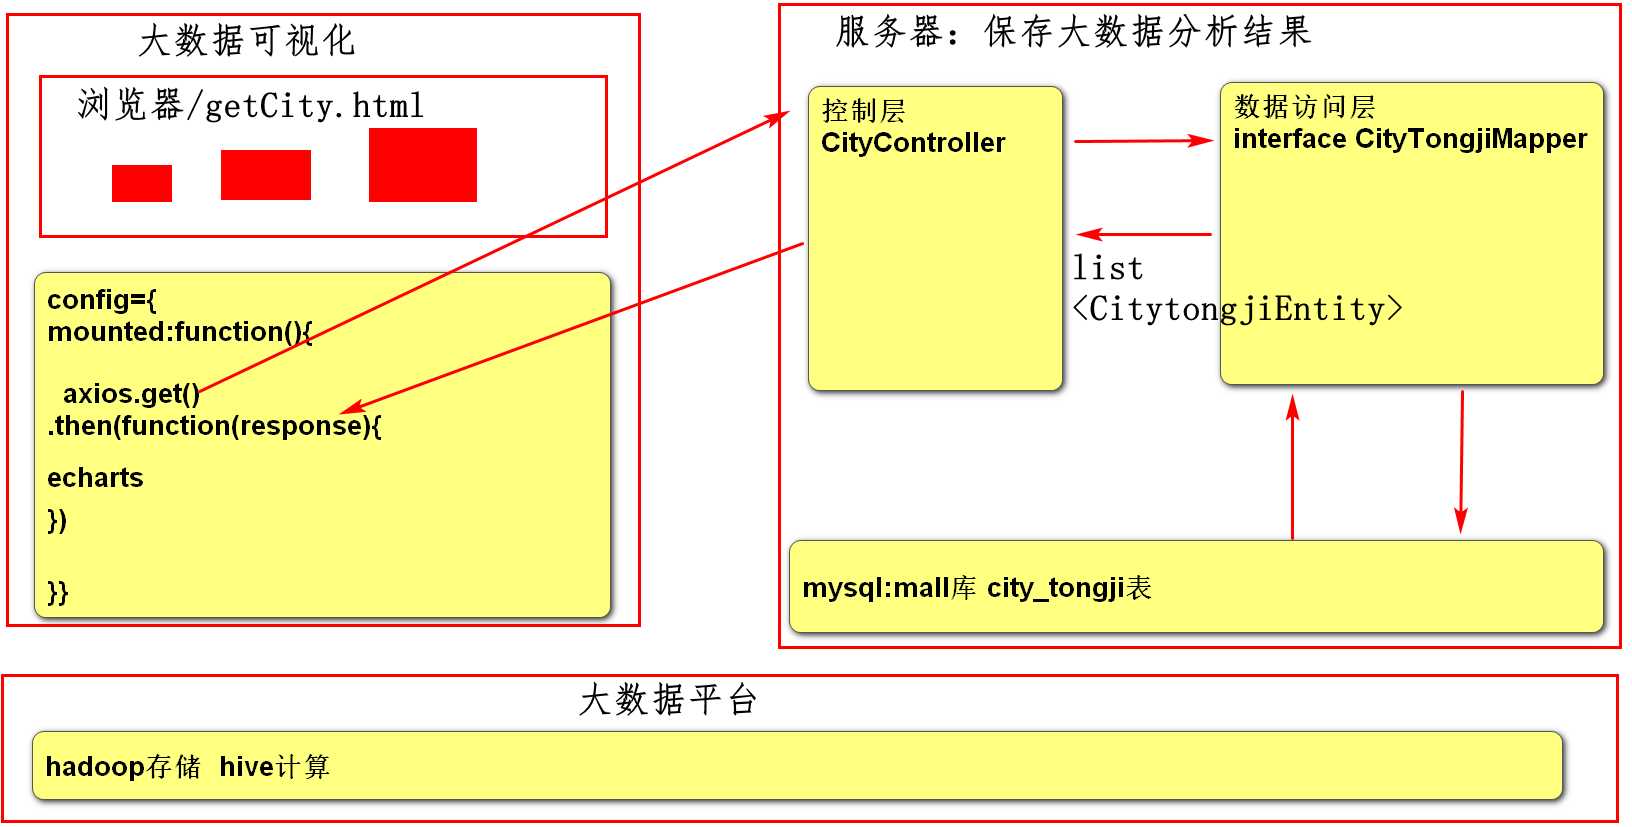 大数据可视化
浏览器/getCity.html
config={
mounted:function(){
axios.get()
.then(function(response){
echarts
})
}}
服务器：保存大数据分析结果
控制层
CityController
数据访问层
interface CityTongjiMapper
list
<CitytongjiEntity>
mysql:mall库 city_tongji表
大数据平台
hadoop存储 hive计算